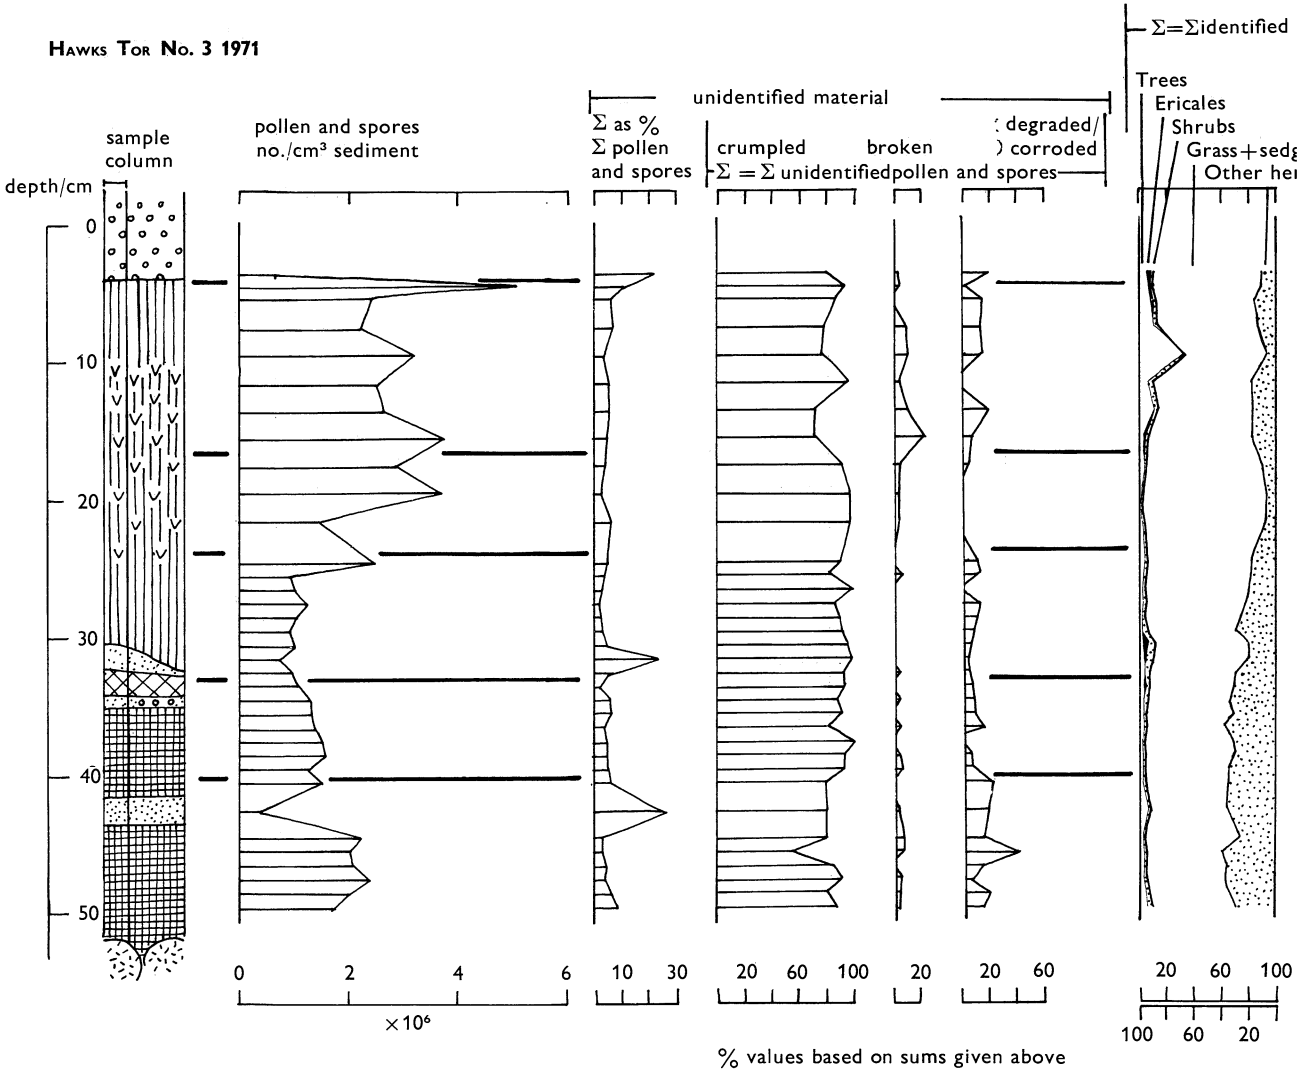 HAWKS TOR NO. 3 1971
Σ=Σidentified
Trees
Ericales
Shrubs
Grass+sedg
Other her
unidentified material
Σ as %
Σ pollen
and spores
crumpled
broken
degraded/
corroded
Σ = Σ unidentified pollen and spores
pollen and spores
no./cm³ sediment
sample
column
depth/cm
0
10
20
30
40
50
0 2 4 6
×10⁶
10 30
20 60 100
20
20 60
20 60 100
100 60 20
% values based on sums given above